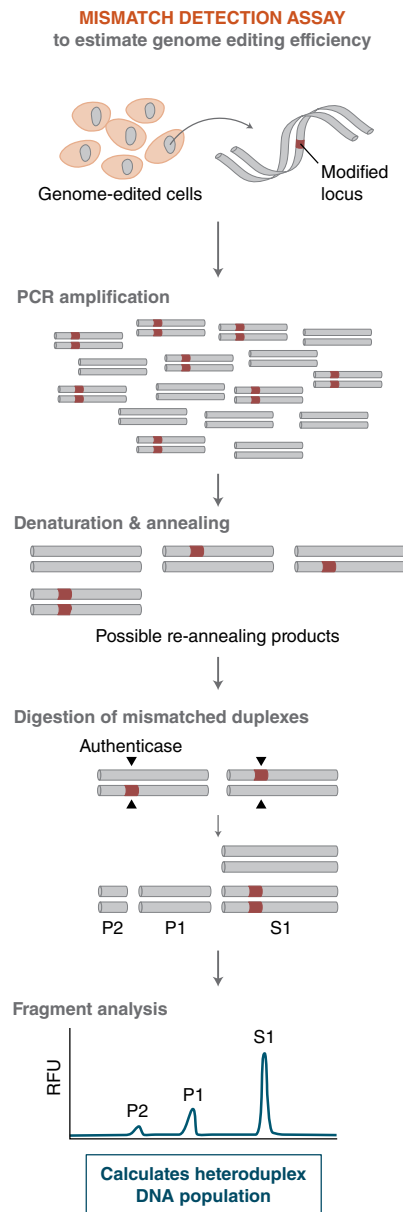 MISMATCH DETECTION ASSAY
to estimate genome editing efficiency
Genome-edited cells
Modified
locus
PCR amplification
Denaturation & annealing
Possible re-annealing products
Digestion of mismatched duplexes
Authenticase
P2 P1 S1
Fragment analysis
S1
P1
P2
RFU
Calculates heteroduplex
DNA population